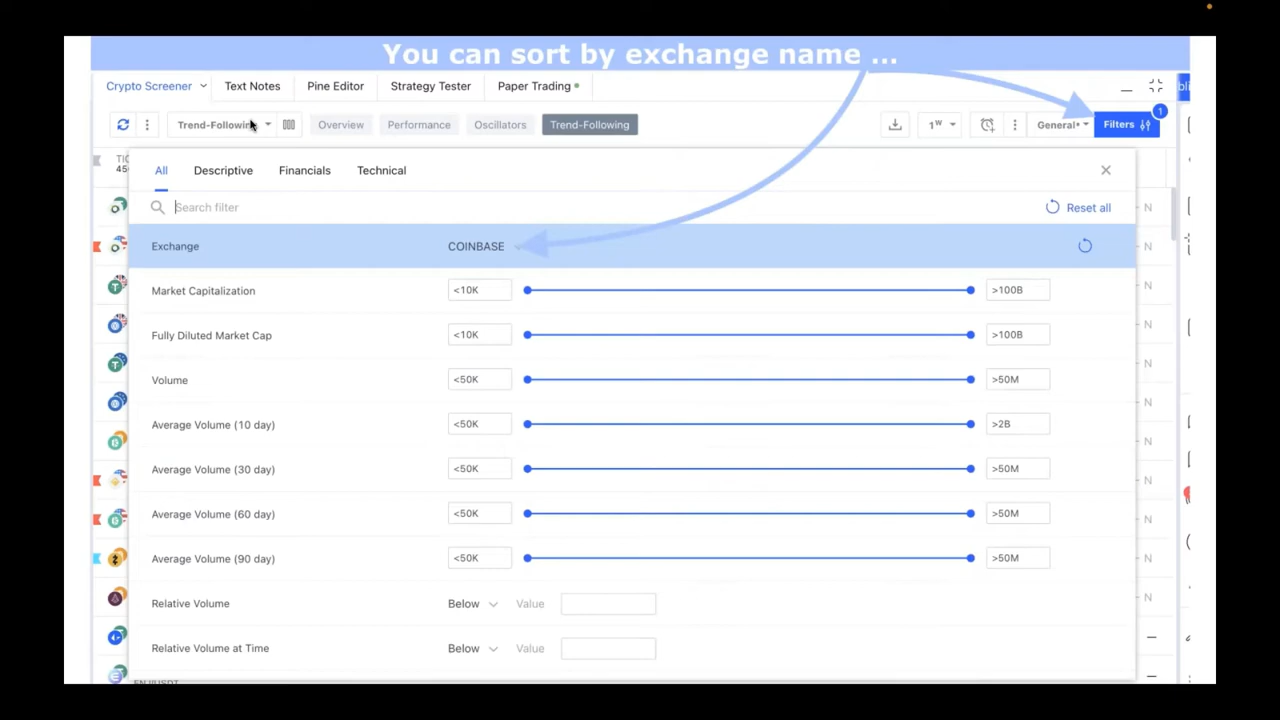 You can sort by exchange name ...
Crypto Screener Text Notes Pine Editor Strategy Tester Paper Trading
Trend-Following Overview Performance Oscillators Trend-Following 1W General• Filters 1
TIC
All Descriptive Financials Technical
Search filter Reset all N
Exchange COINBASE N
Market Capitalization <10K >100B N
Fully Diluted Market Cap <10K >100B N
Volume <50K >50M N
Average Volume (10 day) <50K >2B N
Average Volume (30 day) <50K >50M N
Average Volume (60 day) <50K >50M N
Average Volume (90 day) <50K >50M N
Relative Volume Below Value N
Relative Volume at Time Below Value